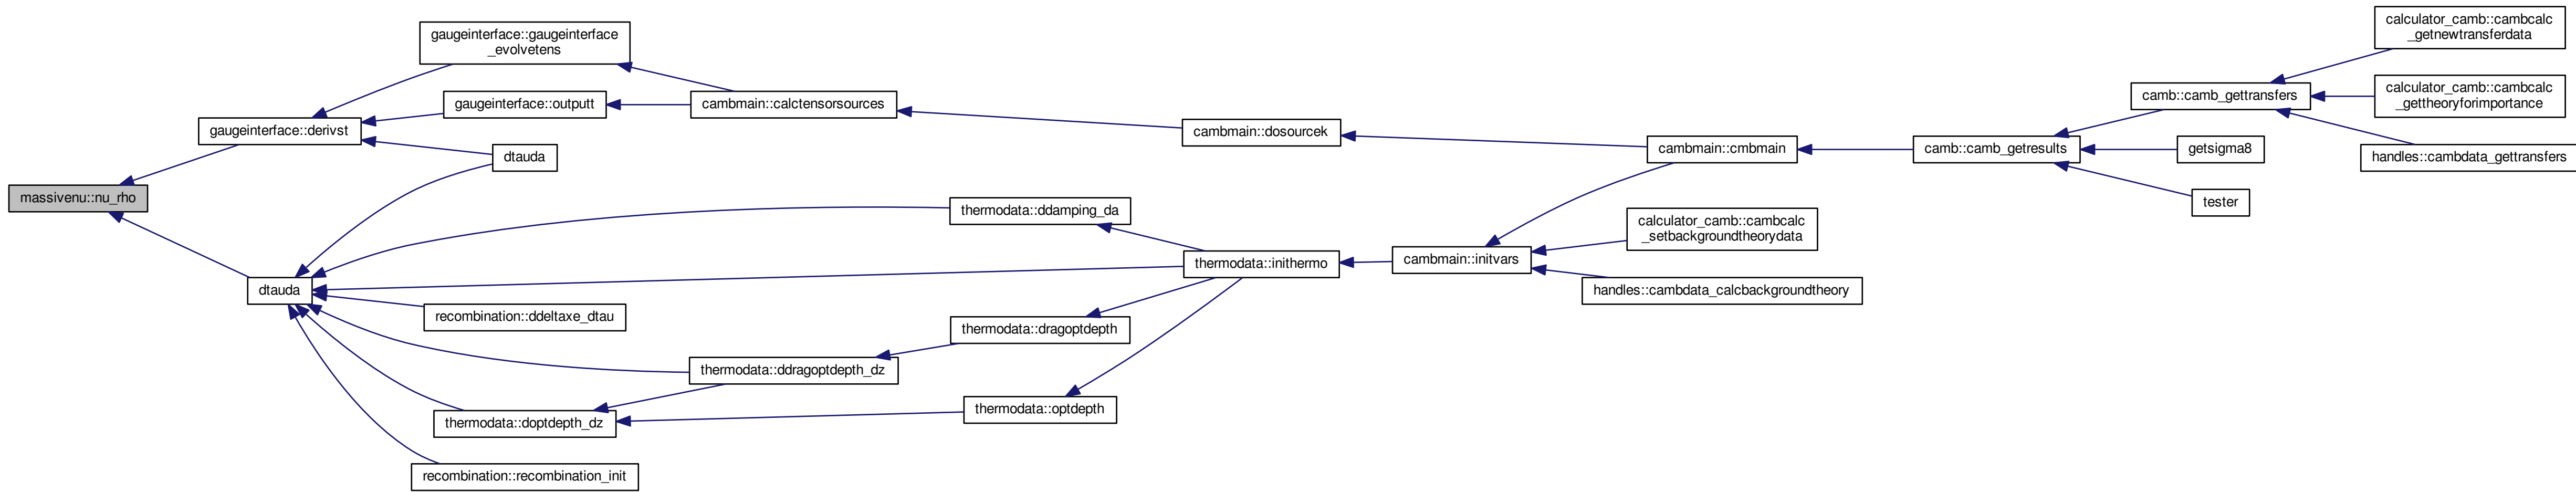 massivenu::nu_rho
gaugeinterface::derivst
dtauda
gaugeinterface::gaugeinterface
_evolvetens
gaugeinterface::outputt
dtauda
recombination::ddeltaxe_dtau
thermodata::doptdepth_dz
recombination::recombination_init
cambmain::calctensorsources
thermodata::ddragoptdepth_dz
thermodata::ddamping_da
thermodata::dragoptdepth
thermodata::optdepth
cambmain::dosourcek
thermodata::inithermo
cambmain::initvars
cambmain::cmbmain
calculator_camb::cambcalc
_setbackgroundtheorydata
handles::cambdata_calcbackgroundtheory
camb::camb_getresults
camb::camb_gettransfers
getsigma8
tester
calculator_camb::cambcalc
_getnewtransferdata
calculator_camb::cambcalc
_gettheoryforimportance
handles::cambdata_gettransfers